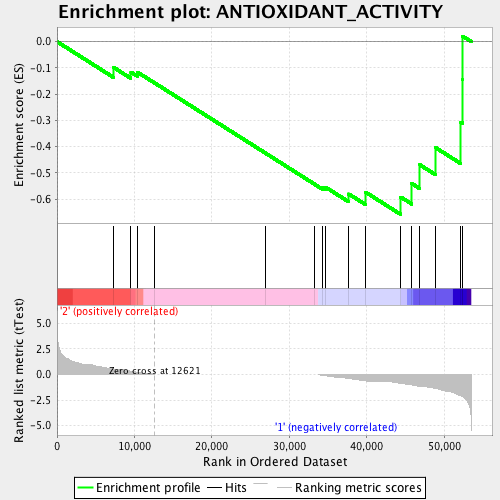 Enrichment plot: ANTIOXIDANT_ACTIVITY
Enrichment score (ES)
0.0
-0.1
-0.2
-0.3
-0.4
-0.5
-0.6
'2' (positively correlated)
Ranked list metric (tTest)
5.0
2.5
0.0
-2.5
-5.0
Zero cross at 12621
'1' (negatively correlated)
0
10,000
20,000
30,000
40,000
50,000
Rank in Ordered Dataset
Enrichment profile
Hits
Ranking metric scores